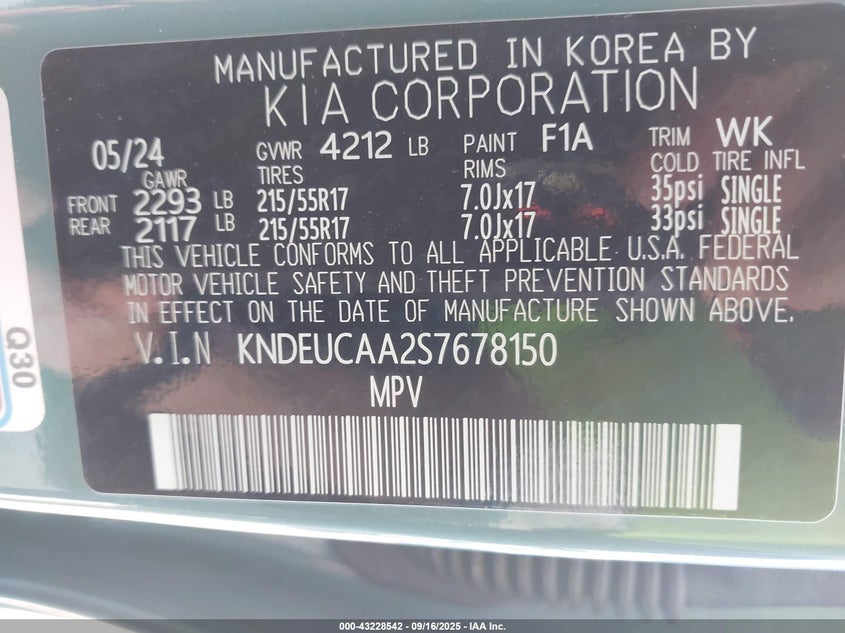 MANUFACTURED IN KOREA BY
KIA CORPORATION
05/24 GVWR 4212 LB PAINT F1A TRIM WK
GAWR TIRES RIMS COLD TIRE INFL
FRONT 2293 LB 215/55R17 7.0Jx17 35psi SINGLE
REAR 2117 LB 215/55R17 7.0Jx17 33psi SINGLE
THIS VEHICLE CONFORMS TO ALL APPLICABLE U.S.A. FEDERAL
MOTOR VEHICLE SAFETY AND THEFT PREVENTION STANDARDS
IN EFFECT ON THE DATE OF MANUFACTURE SHOWN ABOVE.
V.I.N KNDEUCAA2S7678150
MPV
Q30
000-43228542 - 09/16/2025 - IAA Inc.